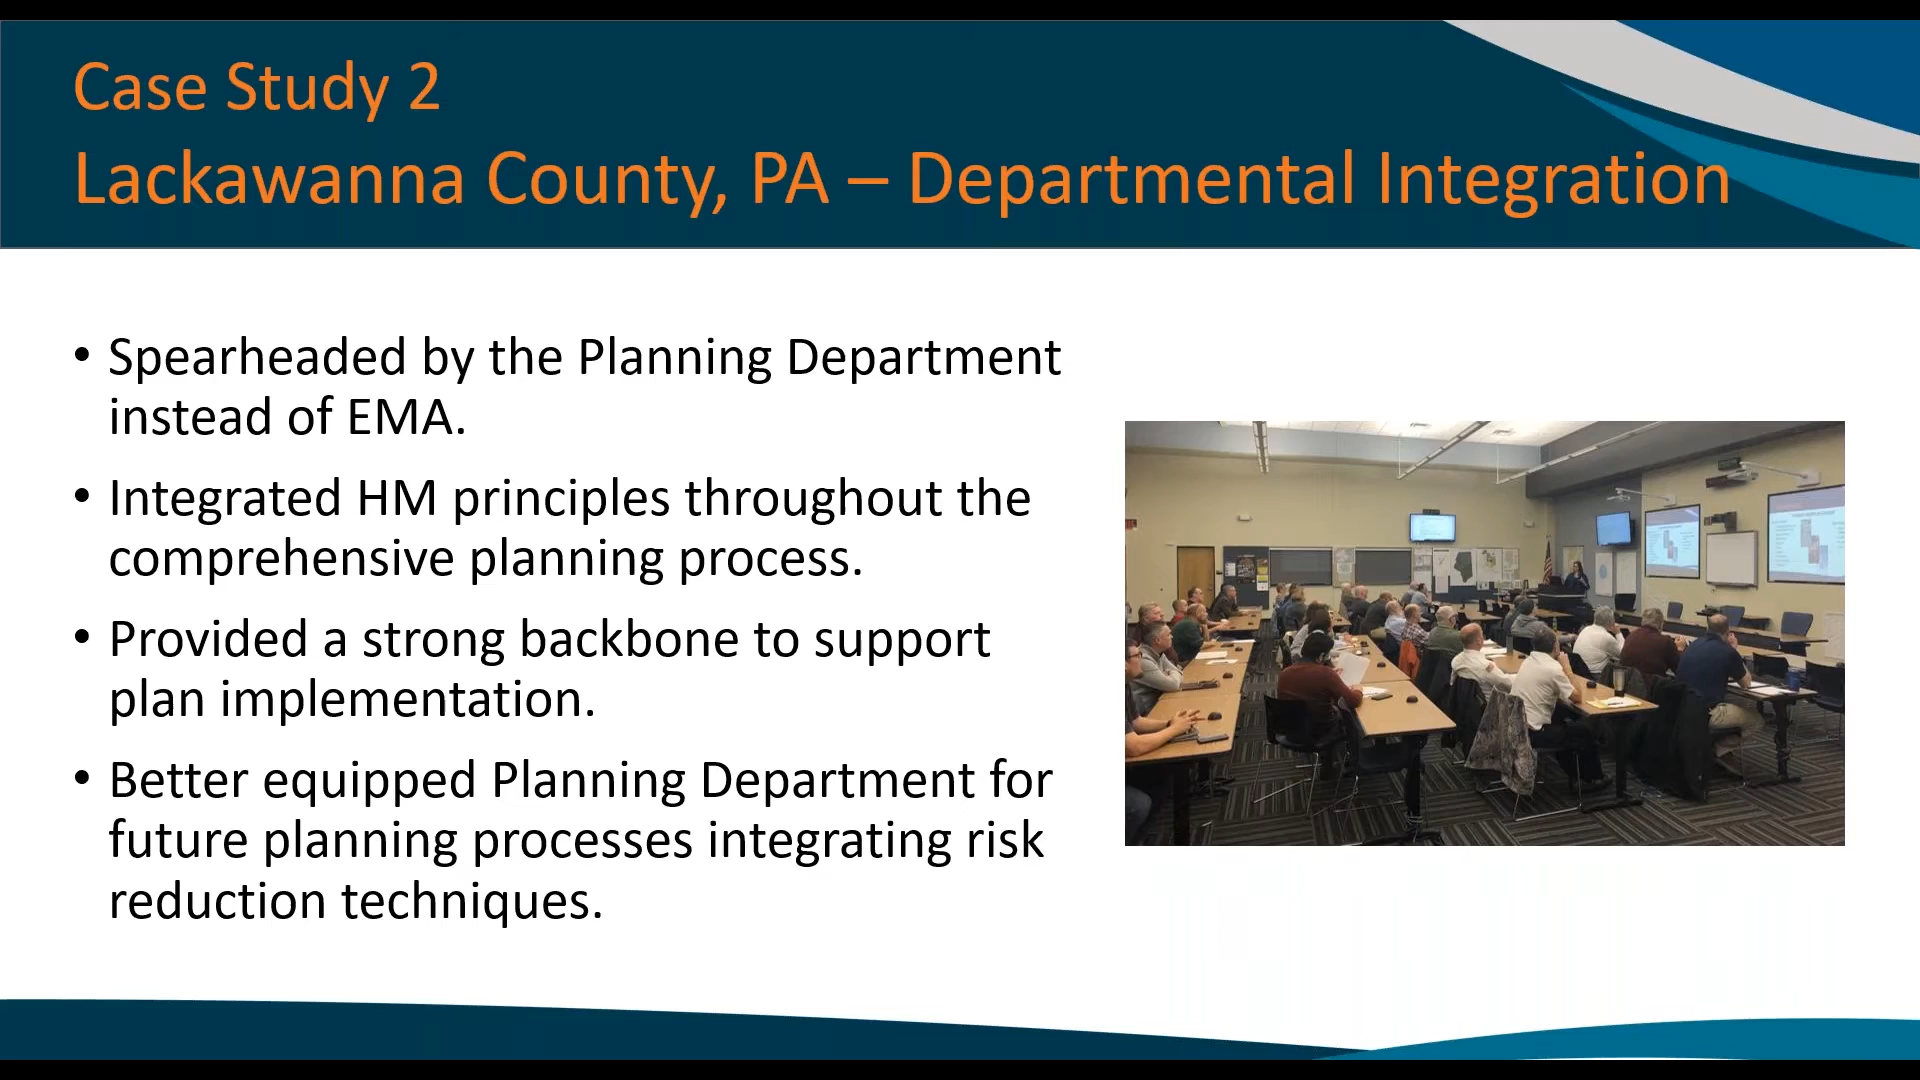 Case Study 2
Lackawanna County, PA – Departmental Integration
• Spearheaded by the Planning Department
instead of EMA.
• Integrated HM principles throughout the
comprehensive planning process.
• Provided a strong backbone to support
plan implementation.
• Better equipped Planning Department for
future planning processes integrating risk
reduction techniques.